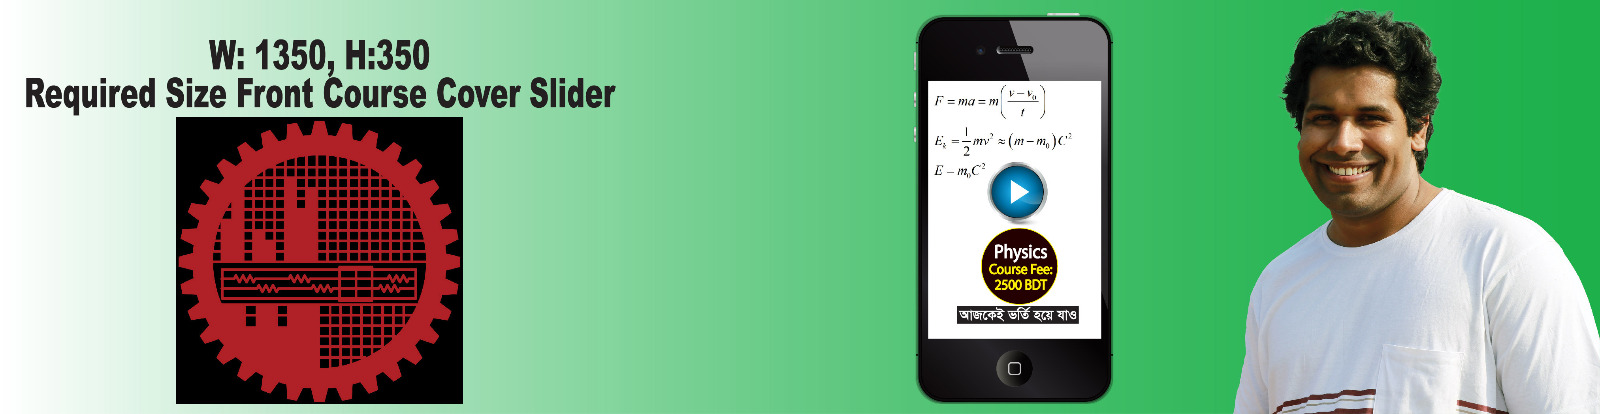 W: 1350, H:350
Required Size Front Course Cover Slider
F = ma = m(v − v₀ / t)
Eₖ = 1/2 mv² ≈ (m − m₀)C²
E = m₀C²
Physics
Course Fee:
2500 BDT
আজকেই ভর্তি হয়ে যাও